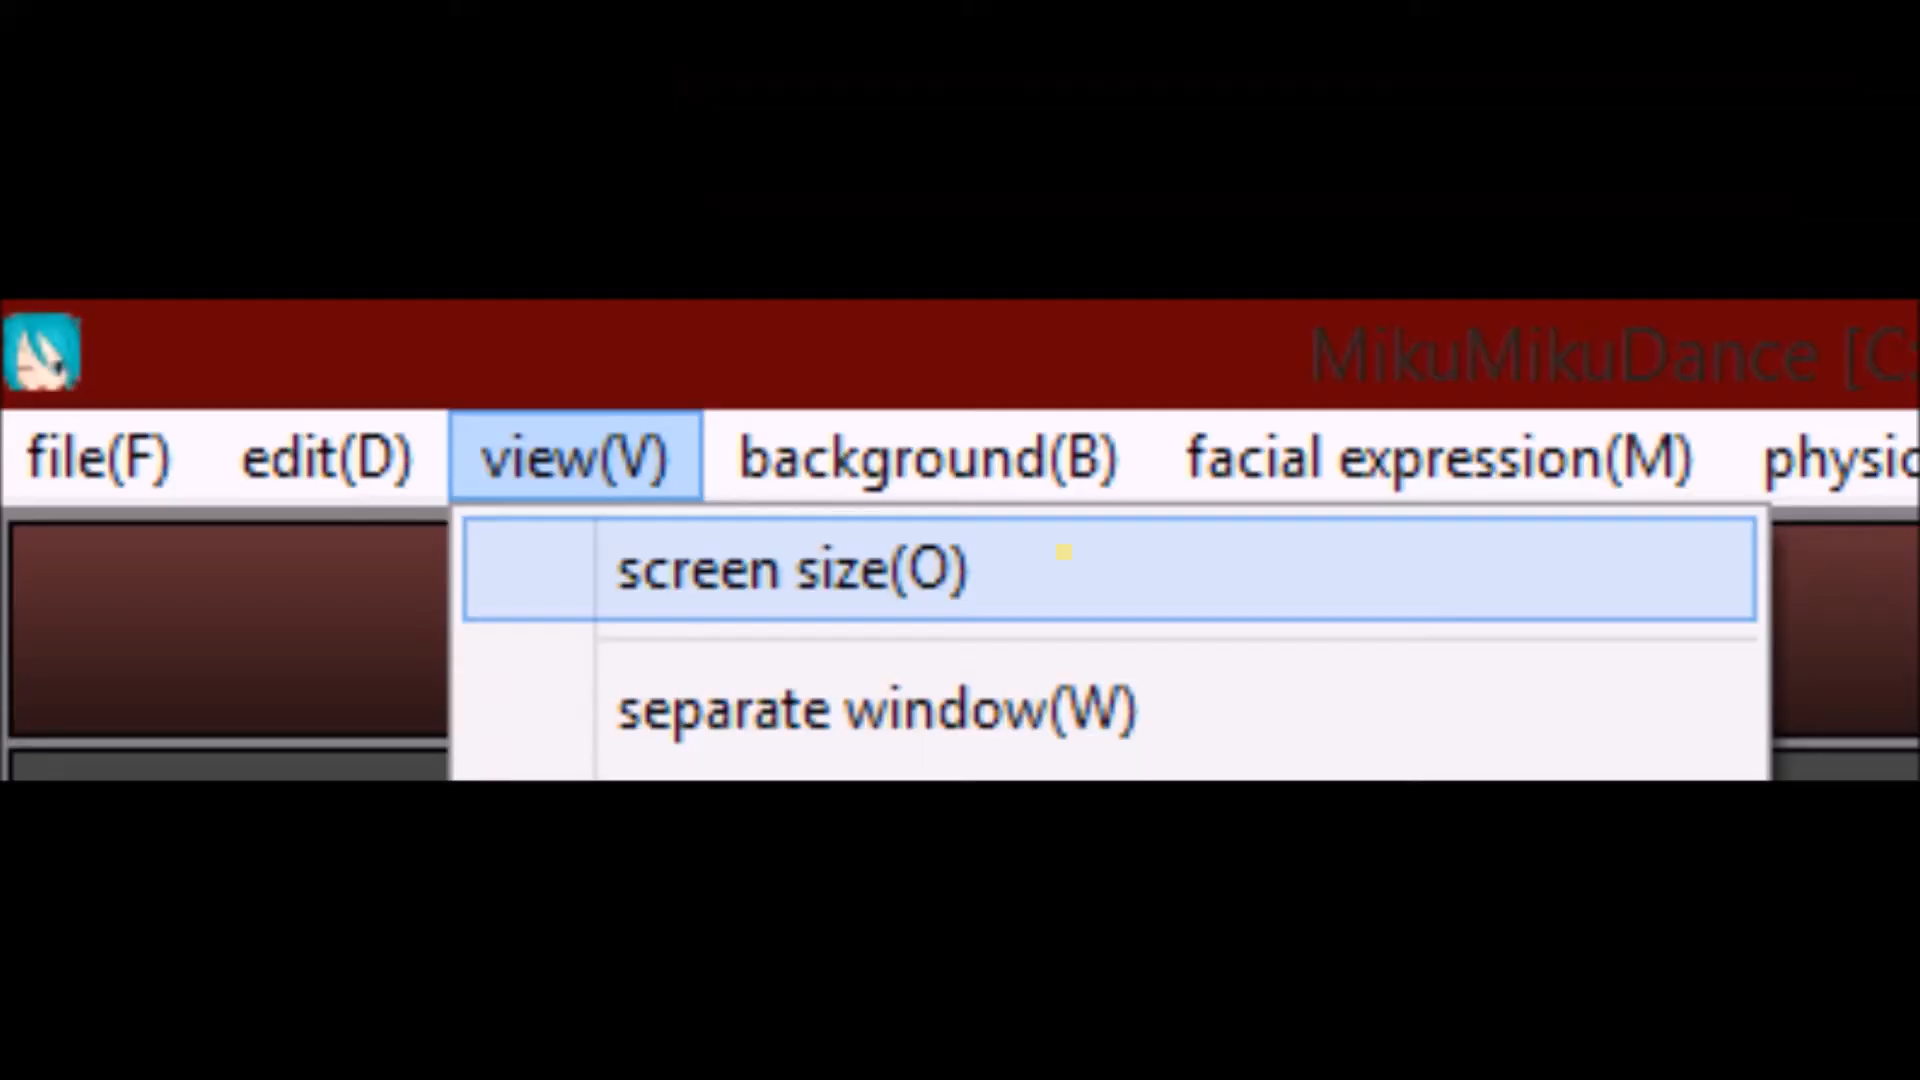 MikuMikuDance [C:
file(F) edit(D) view(V) background(B) facial expression(M) physic
screen size(O)
separate window(W)